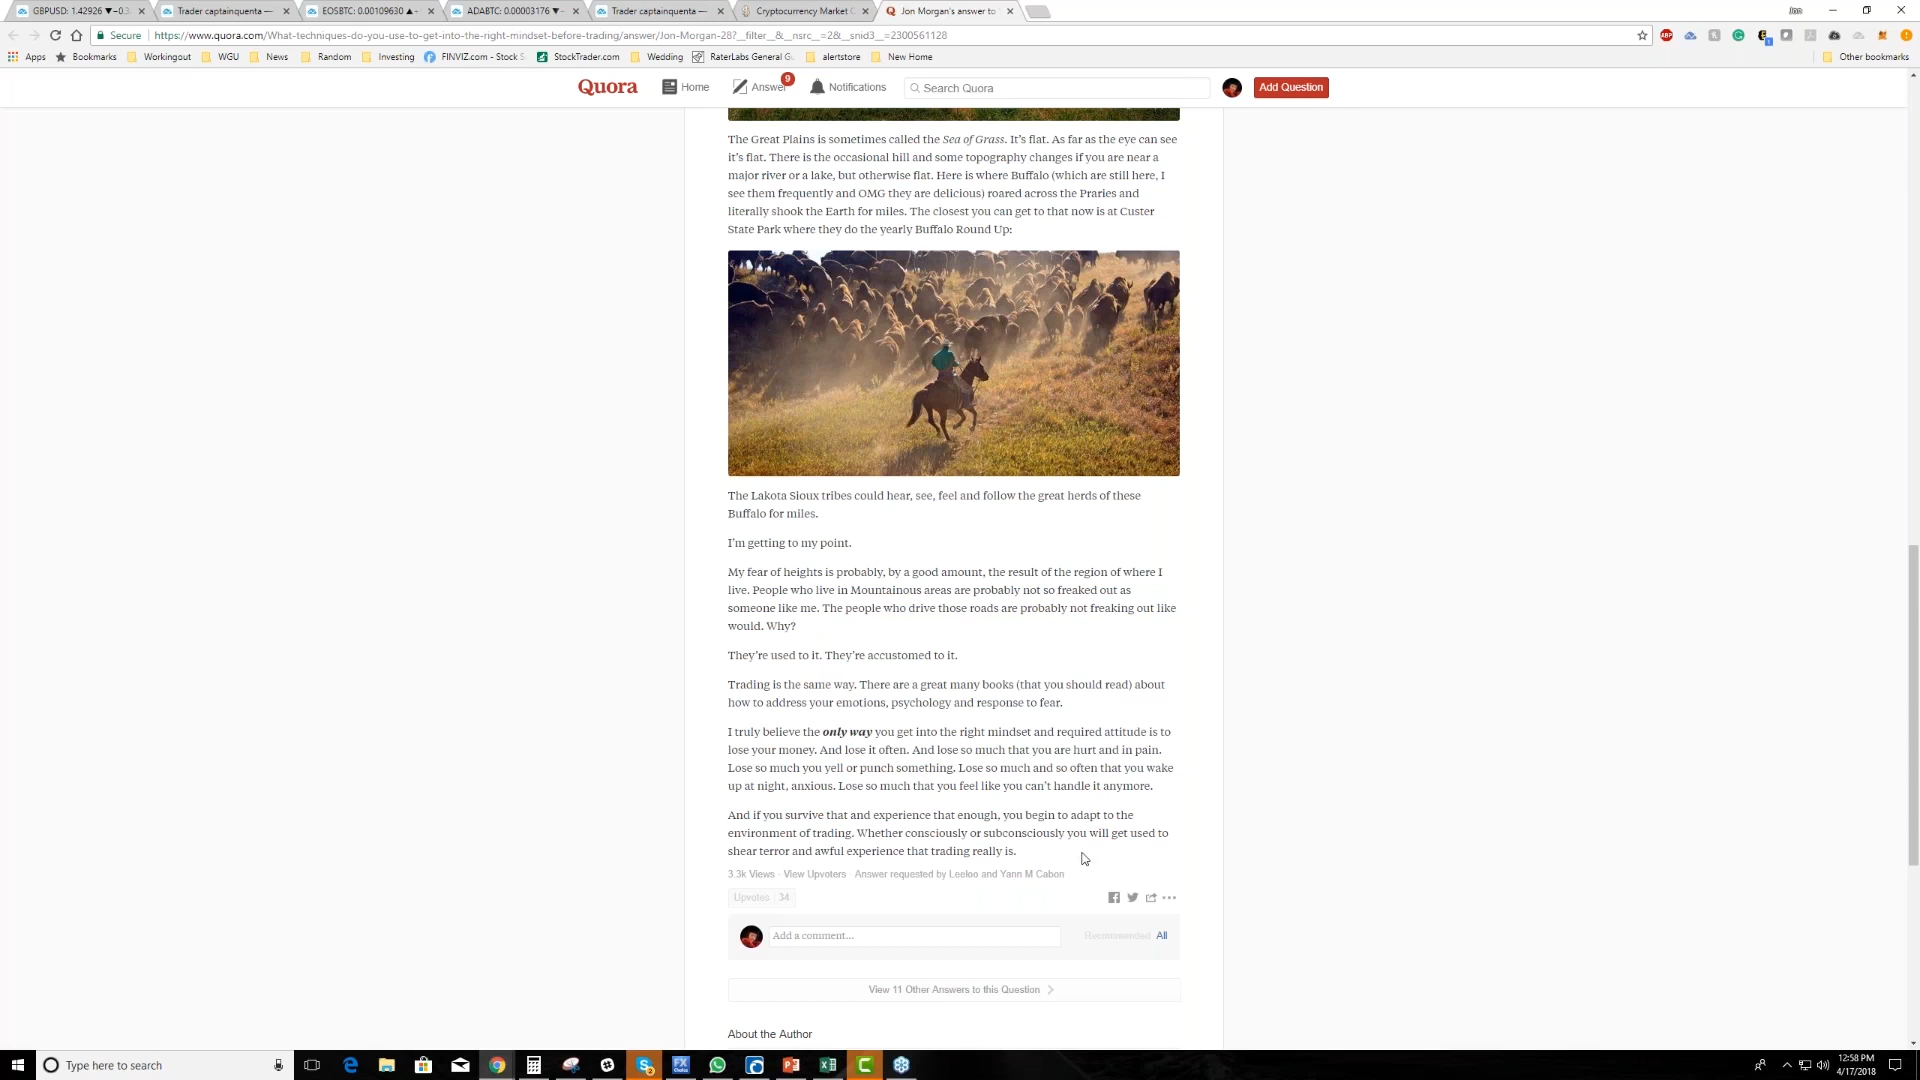 GBPUSD: 1.42926 ▼−0.3
Trader captainquenta —
EOSBTC: 0.00109630 ▲+
ADABTC: 0.00003176 ▼−
Trader captainquenta —
Cryptocurrency Market C
Jon Morgan's answer to
Jon
Secure
https://www.quora.com/What-techniques-do-you-use-to-get-into-the-right-mindset-before-trading/answer/Jon-Morgan-28?__filter__&__nsrc__=2&__snid3__=2300561128
Apps
Bookmarks
Workingout
WGU
News
Random
Investing
FINVIZ.com - Stock S
StockTrader.com
Wedding
RaterLabs General Gu
alertstore
New Home
Other bookmarks
Quora
Home
Answer
9
Notifications
Search Quora
Add Question
The Great Plains is sometimes called the Sea of Grass. It's flat. As far as the eye can see
it's flat. There is the occasional hill and some topography changes if you are near a
major river or a lake, but otherwise flat. Here is where Buffalo (which are still here, I
see them frequently and OMG they are delicious) roared across the Praries and
literally shook the Earth for miles. The closest you can get to that now is at Custer
State Park where they do the yearly Buffalo Round Up:
The Lakota Sioux tribes could hear, see, feel and follow the great herds of these
Buffalo for miles.
I'm getting to my point.
My fear of heights is probably, by a good amount, the result of the region of where I
live. People who live in Mountainous areas are probably not so freaked out as
someone like me. The people who drive those roads are probably not freaking out like
would. Why?
They're used to it. They're accustomed to it.
Trading is the same way. There are a great many books (that you should read) about
how to address your emotions, psychology and response to fear.
I truly believe the only way you get into the right mindset and required attitude is to
lose your money. And lose it often. And lose so much that you are hurt and in pain.
Lose so much you yell or punch something. Lose so much and so often that you wake
up at night, anxious. Lose so much that you feel like you can't handle it anymore.
And if you survive that and experience that enough, you begin to adapt to the
environment of trading. Whether consciously or subconsciously you will get used to
shear terror and awful experience that trading really is.
3.3k Views · View Upvoters · Answer requested by Leeloo and Yann M Cabon
Upvotes 34
Add a comment...
Recommended All
View 11 Other Answers to this Question
About the Author
Type here to search
12:58 PM
4/17/2018